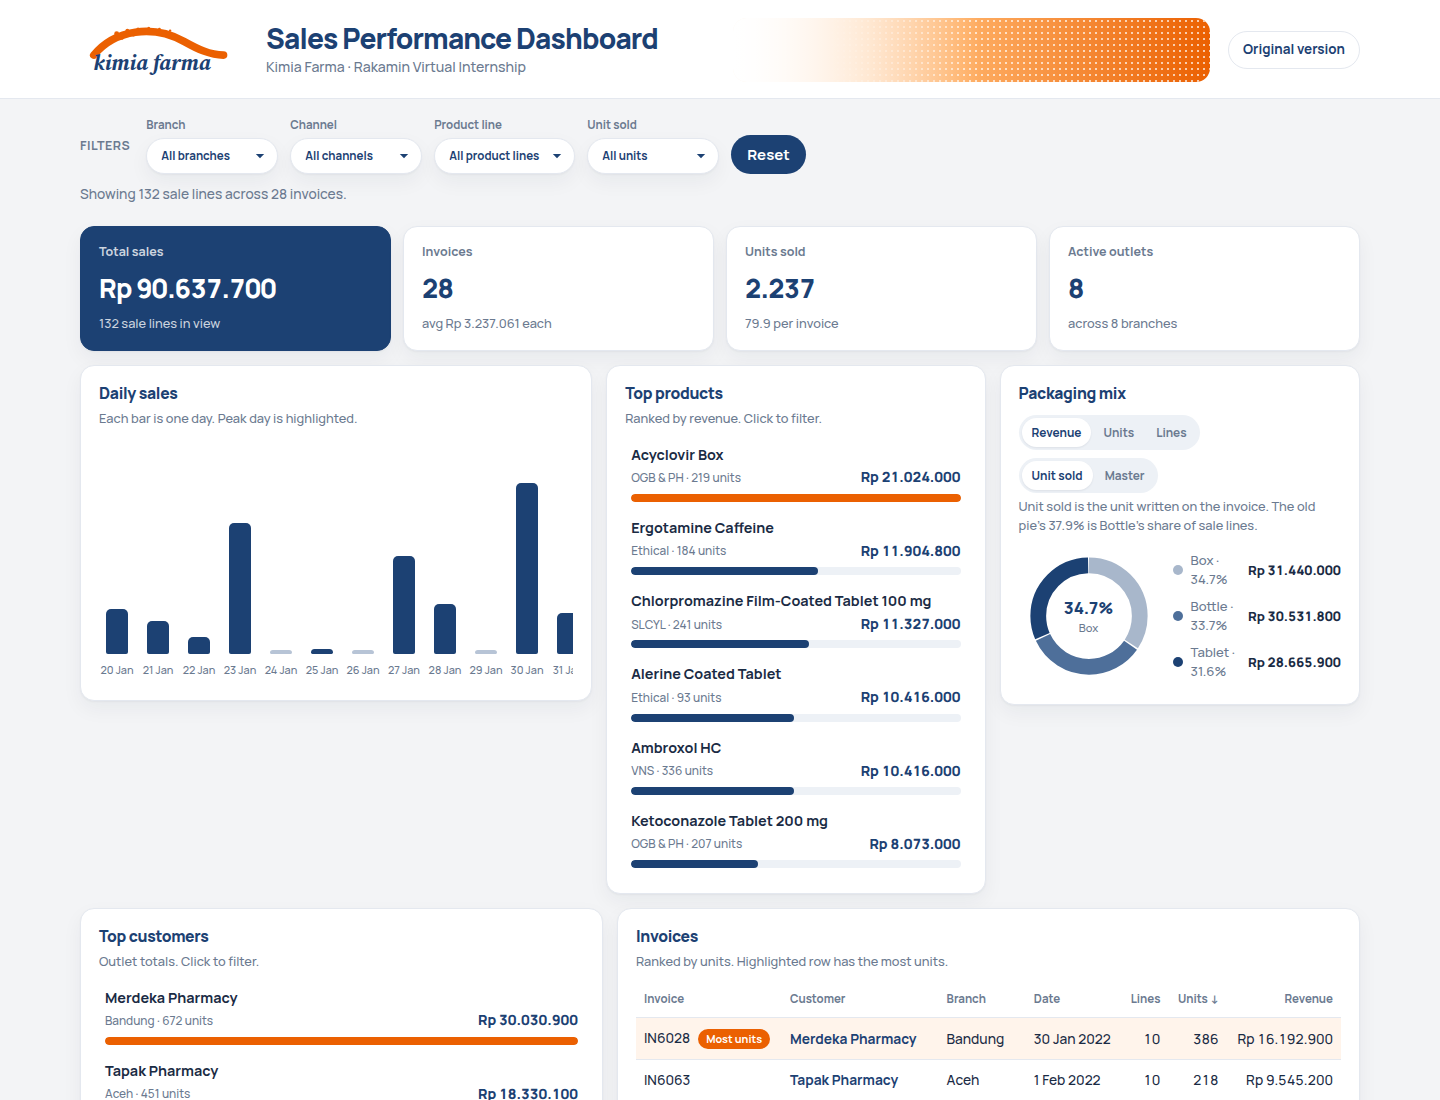 kimia farma
Sales Performance Dashboard
Kimia Farma · Rakamin Virtual Internship
Original version
FILTERS
Branch
All branches
Channel
All channels
Product line
All product lines
Unit sold
All units
Reset
Showing 132 sale lines across 28 invoices.
Total sales
Rp 90.637.700
132 sale lines in view
Invoices
28
avg Rp 3.237.061 each
Units sold
2.237
79.9 per invoice
Active outlets
8
across 8 branches
Daily sales
Each bar is one day. Peak day is highlighted.
20 Jan 21 Jan 22 Jan 23 Jan 24 Jan 25 Jan 26 Jan 27 Jan 28 Jan 29 Jan 30 Jan 31 Ja
Top products
Ranked by revenue. Click to filter.
Acyclovir Box
OGB & PH · 219 units Rp 21.024.000
Ergotamine Caffeine
Ethical · 184 units Rp 11.904.800
Chlorpromazine Film-Coated Tablet 100 mg
SLCYL · 241 units Rp 11.327.000
Alerine Coated Tablet
Ethical · 93 units Rp 10.416.000
Ambroxol HC
VNS · 336 units Rp 10.416.000
Ketoconazole Tablet 200 mg
OGB & PH · 207 units Rp 8.073.000
Packaging mix
Revenue Units Lines
Unit sold Master
Unit sold is the unit written on the invoice. The old
pie's 37.9% is Bottle's share of sale lines.
34.7%
Box
Box ·
34.7% Rp 31.440.000
Bottle ·
33.7% Rp 30.531.800
Tablet ·
31.6% Rp 28.665.900
Top customers
Outlet totals. Click to filter.
Merdeka Pharmacy
Bandung · 672 units Rp 30.030.900
Tapak Pharmacy
Aceh · 451 units Rp 18.330.100
Invoices
Ranked by units. Highlighted row has the most units.
Invoice Customer Branch Date Lines Units ↓ Revenue
IN6028 Most units Merdeka Pharmacy Bandung 30 Jan 2022 10 386 Rp 16.192.900
IN6063 Tapak Pharmacy Aceh 1 Feb 2022 10 218 Rp 9.545.200